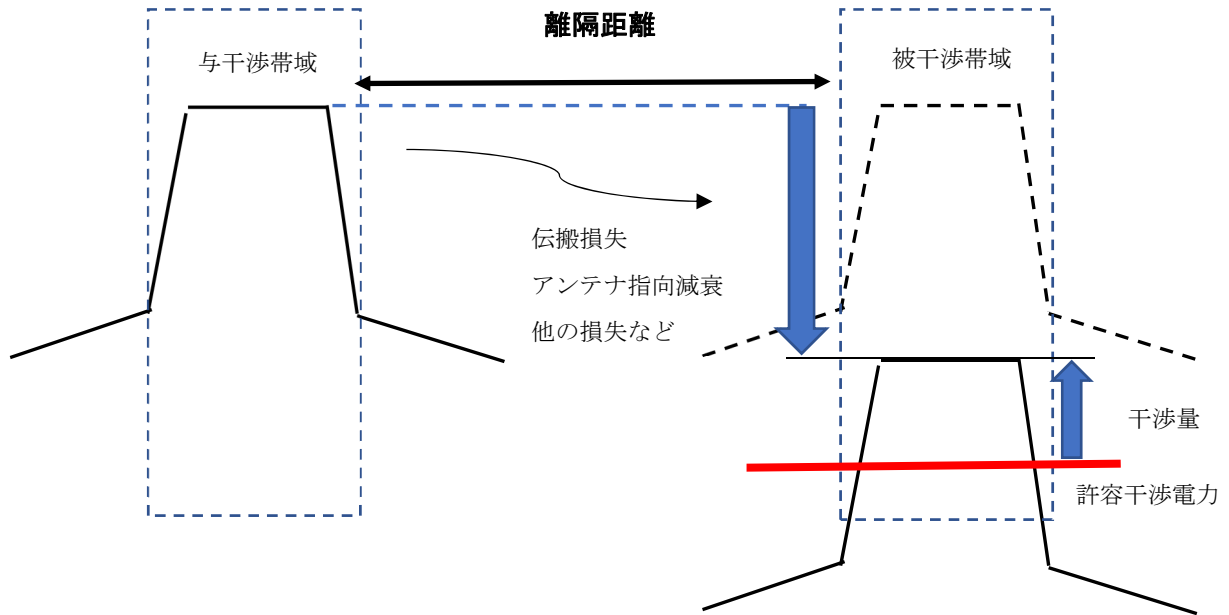 離隔距離
与干渉帯域
被干渉帯域
伝搬損失
アンテナ指向減衰
他の損失など
干渉量
許容干渉電力